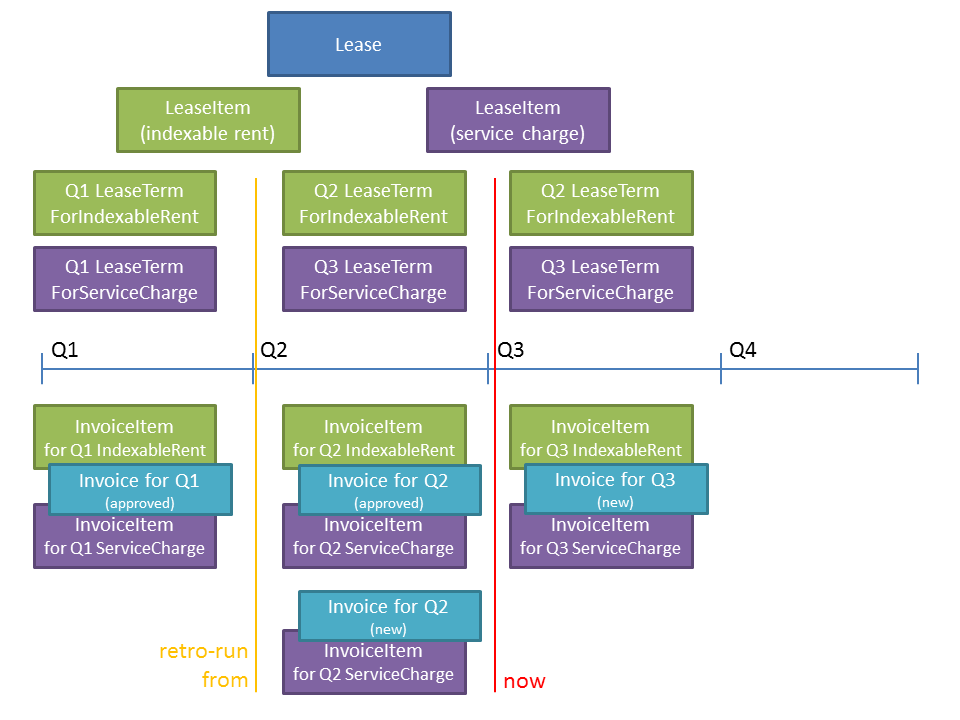 Lease
LeaseItem
(indexable rent)
LeaseItem
(service charge)
Q1 LeaseTerm
ForIndexableRent
Q2 LeaseTerm
ForIndexableRent
Q2 LeaseTerm
ForIndexableRent
Q1 LeaseTerm
ForServiceCharge
Q3 LeaseTerm
ForServiceCharge
Q3 LeaseTerm
ForServiceCharge
Q1
Q2
Q3
Q4
InvoiceItem
for Q1 IndexableRent
Invoice for Q1
(approved)
InvoiceItem
for Q1 ServiceCharge
InvoiceItem
for Q2 IndexableRent
Invoice for Q2
(approved)
InvoiceItem
for Q2 ServiceCharge
InvoiceItem
for Q3 IndexableRent
Invoice for Q3
(new)
InvoiceItem
for Q3 ServiceCharge
Invoice for Q2
(new)
InvoiceItem
for Q2 ServiceCharge
retro-run
from
now